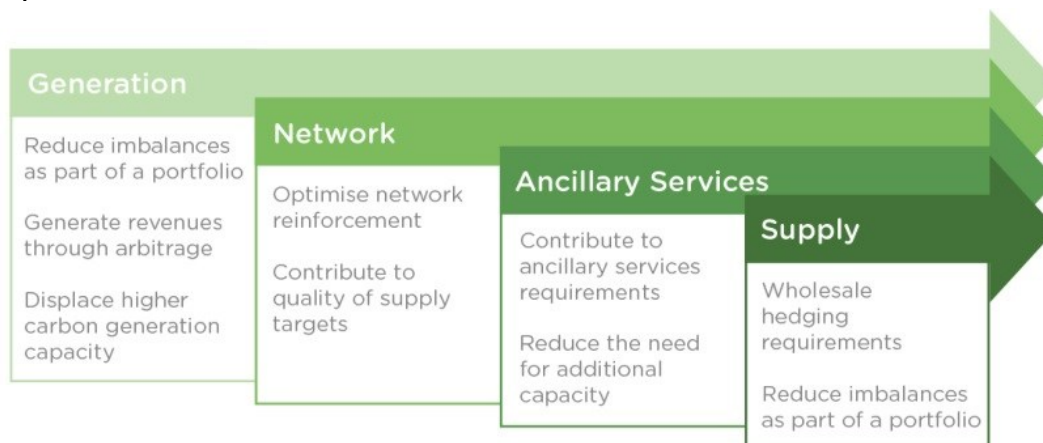 Generation
Reduce imbalances
as part of a portfolio
Generate revenues
through arbitrage
Displace higher
carbon generation
capacity
Network
Optimise network
reinforcement
Contribute to
quality of supply
targets
Ancillary Services
Contribute to
ancillary services
requirements
Reduce the need
for additional
capacity
Supply
Wholesale
hedging
requirements
Reduce imbalances
as part of a portfolio